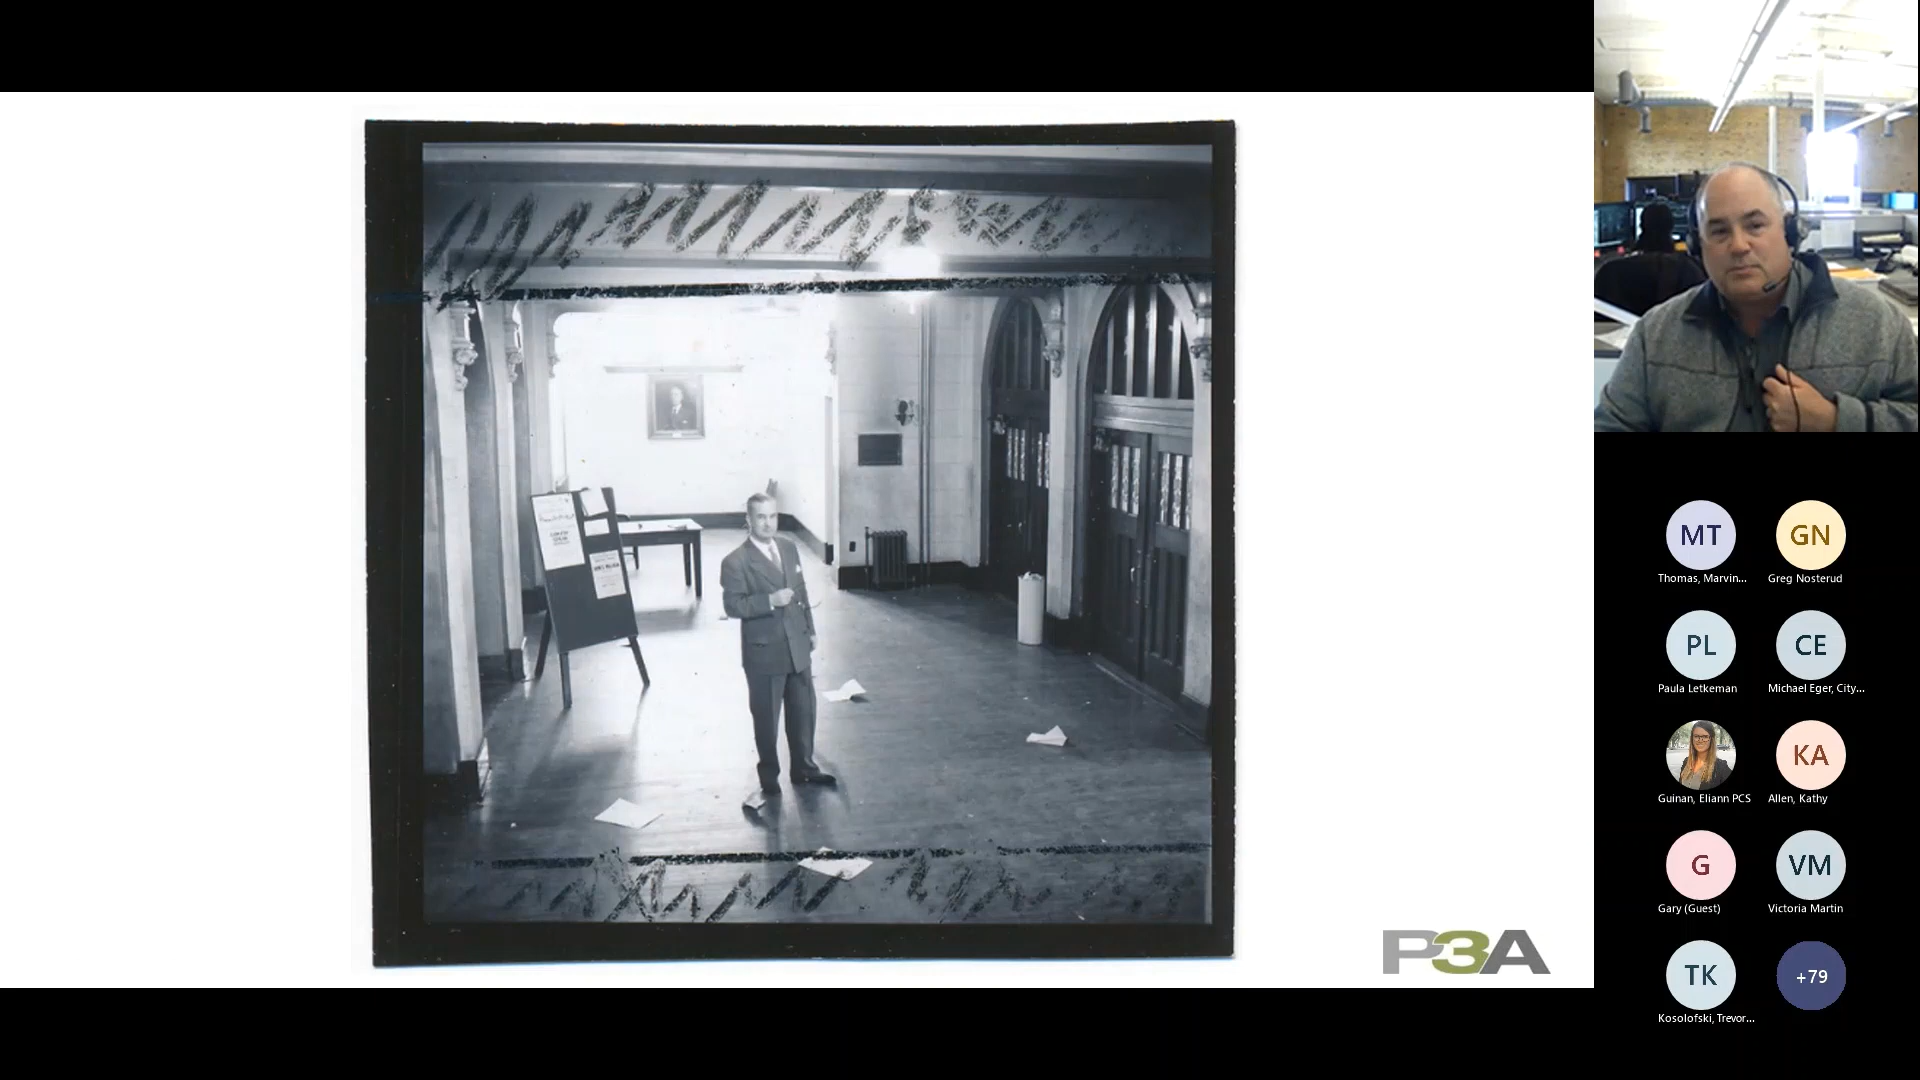 P3A
MT
GN
Thomas, Marvin...
Greg Nosterud
PL
CE
Paula Letkeman
Michael Eger, City...
KA
Guinan, Eliann PCS
Allen, Kathy
G
VM
Gary (Guest)
Victoria Martin
TK
+79
Kosolofski, Trevor...